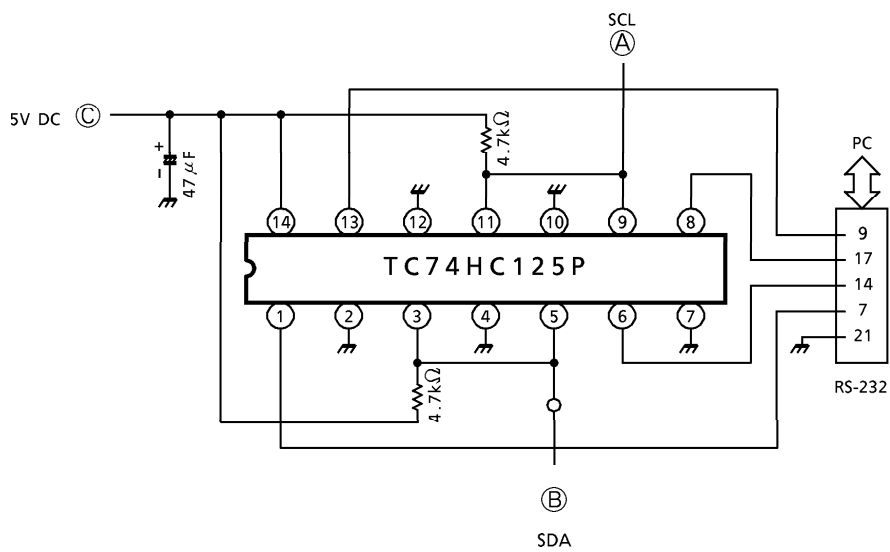 SCL
A
5V DC C
+
-
47μF
4.7kΩ
PC
14 13 12 11 10 9 8
TC74HC125P
1 2 3 4 5 6 7
9
17
14
7
21
RS-232
4.7kΩ
B
SDA